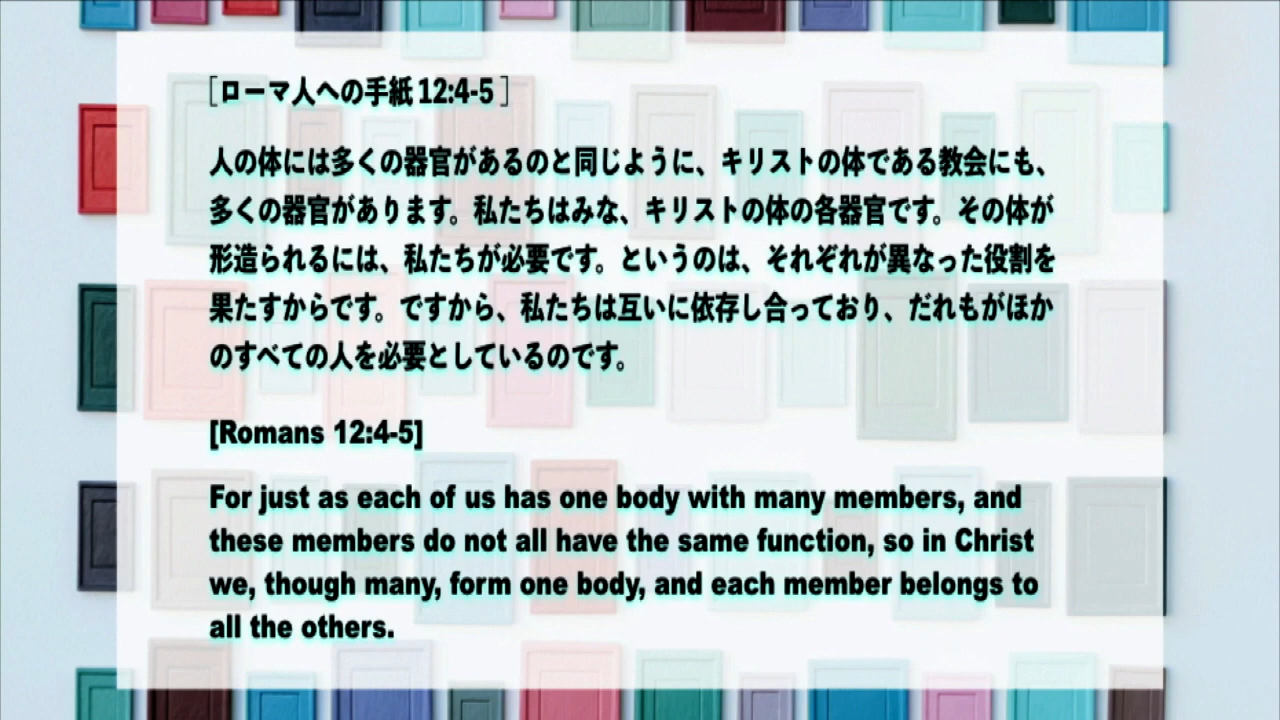 ［ローマ人への手紙 12:4-5］
人の体には多くの器官があるのと同じように、キリストの体である教会にも、
多くの器官があります。私たちはみな、キリストの体の各器官です。その体が
形造られるには、私たちが必要です。というのは、それぞれが異なった役割を
果たすからです。ですから、私たちは互いに依存し合っており、だれもがほか
のすべての人を必要としているのです。
[Romans 12:4-5]
For just as each of us has one body with many members, and
these members do not all have the same function, so in Christ
we, though many, form one body, and each member belongs to
all the others.